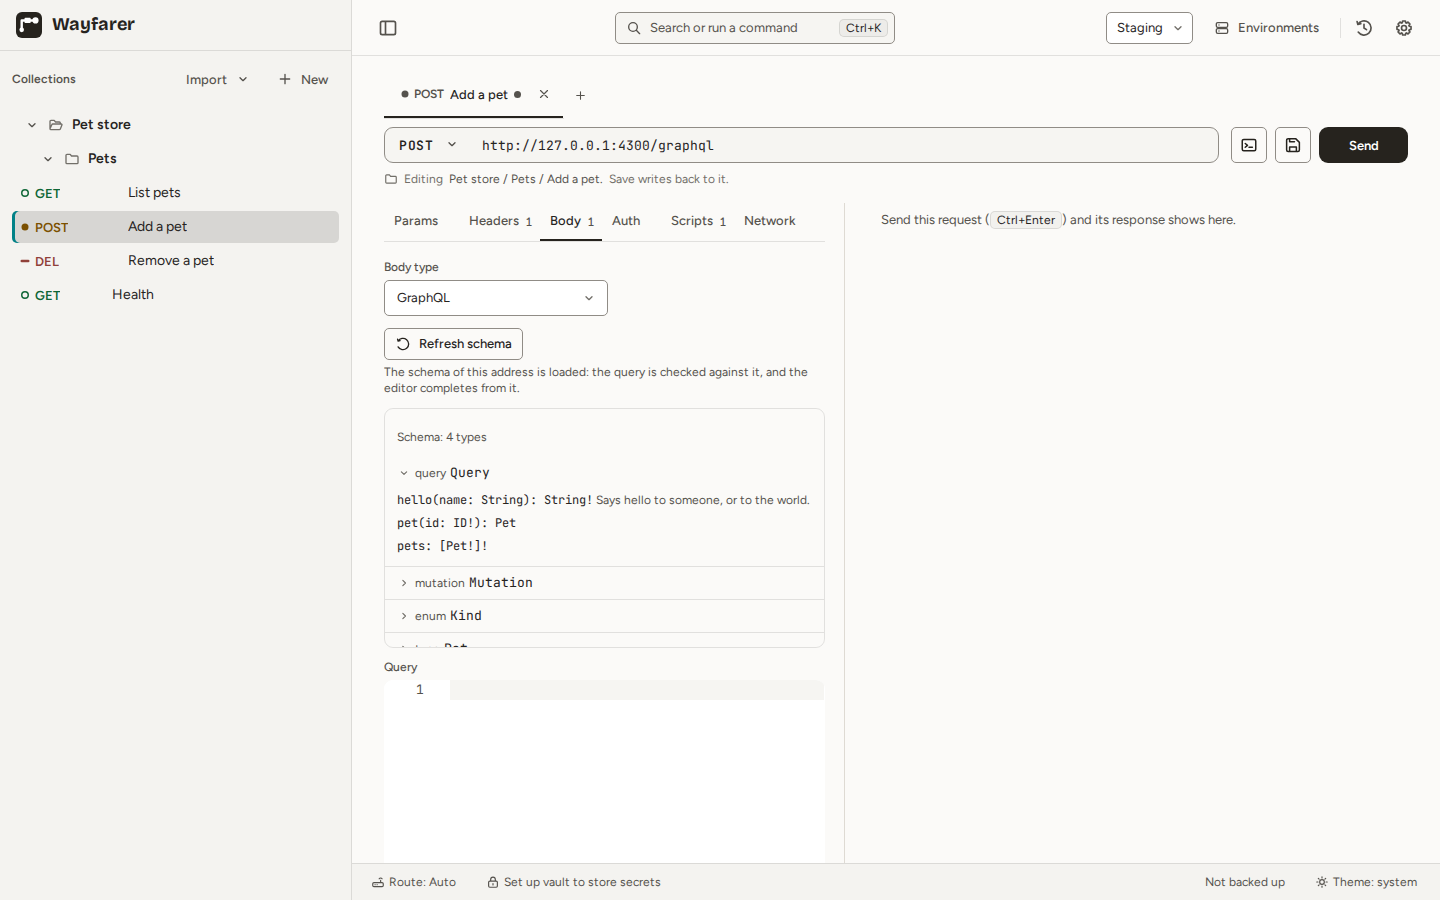 Wayfarer
Search or run a command
Ctrl+K
Staging
Environments
Collections
Import
New
Pet store
Pets
GET List pets
POST Add a pet
DEL Remove a pet
GET Health
POST Add a pet
POST http://127.0.0.1:4300/graphql
Send
Editing Pet store / Pets / Add a pet. Save writes back to it.
Params
Headers 1
Body 1
Auth
Scripts 1
Network
Send this request (Ctrl+Enter) and its response shows here.
Body type
GraphQL
Refresh schema
The schema of this address is loaded: the query is checked against it, and the
editor completes from it.
Schema: 4 types
query Query
hello(name: String): String! Says hello to someone, or to the world.
pet(id: ID!): Pet
pets: [Pet!]!
mutation Mutation
enum Kind
Query
1
Route: Auto
Set up vault to store secrets
Not backed up
Theme: system